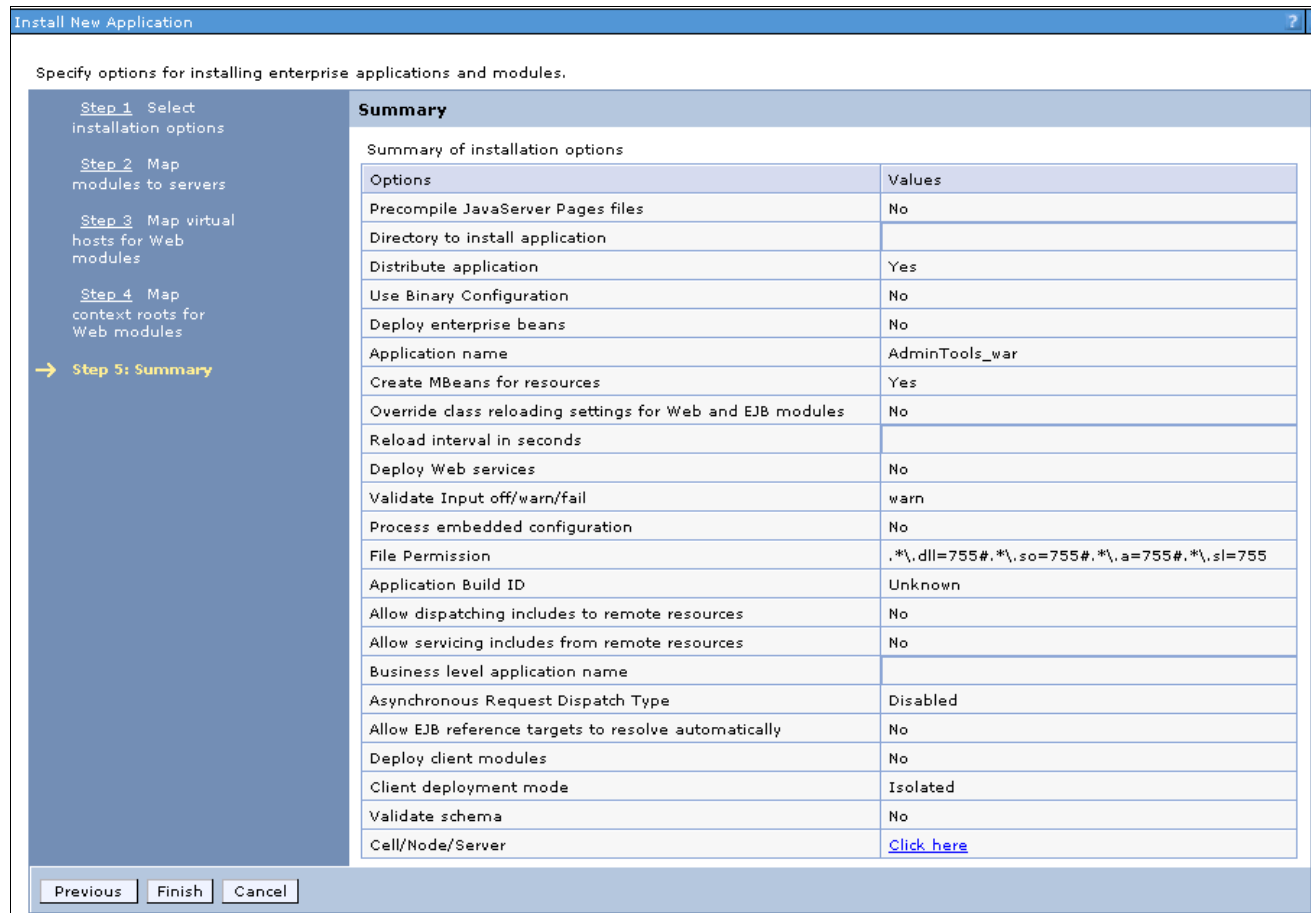 Install New Application
?
Specify options for installing enterprise applications and modules.
Step 1 Select
installation options
Step 2 Map
modules to servers
Step 3 Map virtual
hosts for Web
modules
Step 4 Map
context roots for
Web modules
Step 5: Summary
Summary
Summary of installation options
Options Values
Precompile JavaServer Pages files No
Directory to install application
Distribute application Yes
Use Binary Configuration No
Deploy enterprise beans No
Application name AdminTools_war
Create MBeans for resources Yes
Override class reloading settings for Web and EJB modules No
Reload interval in seconds
Deploy Web services No
Validate Input off/warn/fail warn
Process embedded configuration No
File Permission .*\.dll=755#.*\.so=755#.*\.a=755#.*\.sl=755
Application Build ID Unknown
Allow dispatching includes to remote resources No
Allow servicing includes from remote resources No
Business level application name
Asynchronous Request Dispatch Type Disabled
Allow EJB reference targets to resolve automatically No
Deploy client modules No
Client deployment mode Isolated
Validate schema No
Cell/Node/Server Click here
Previous Finish Cancel